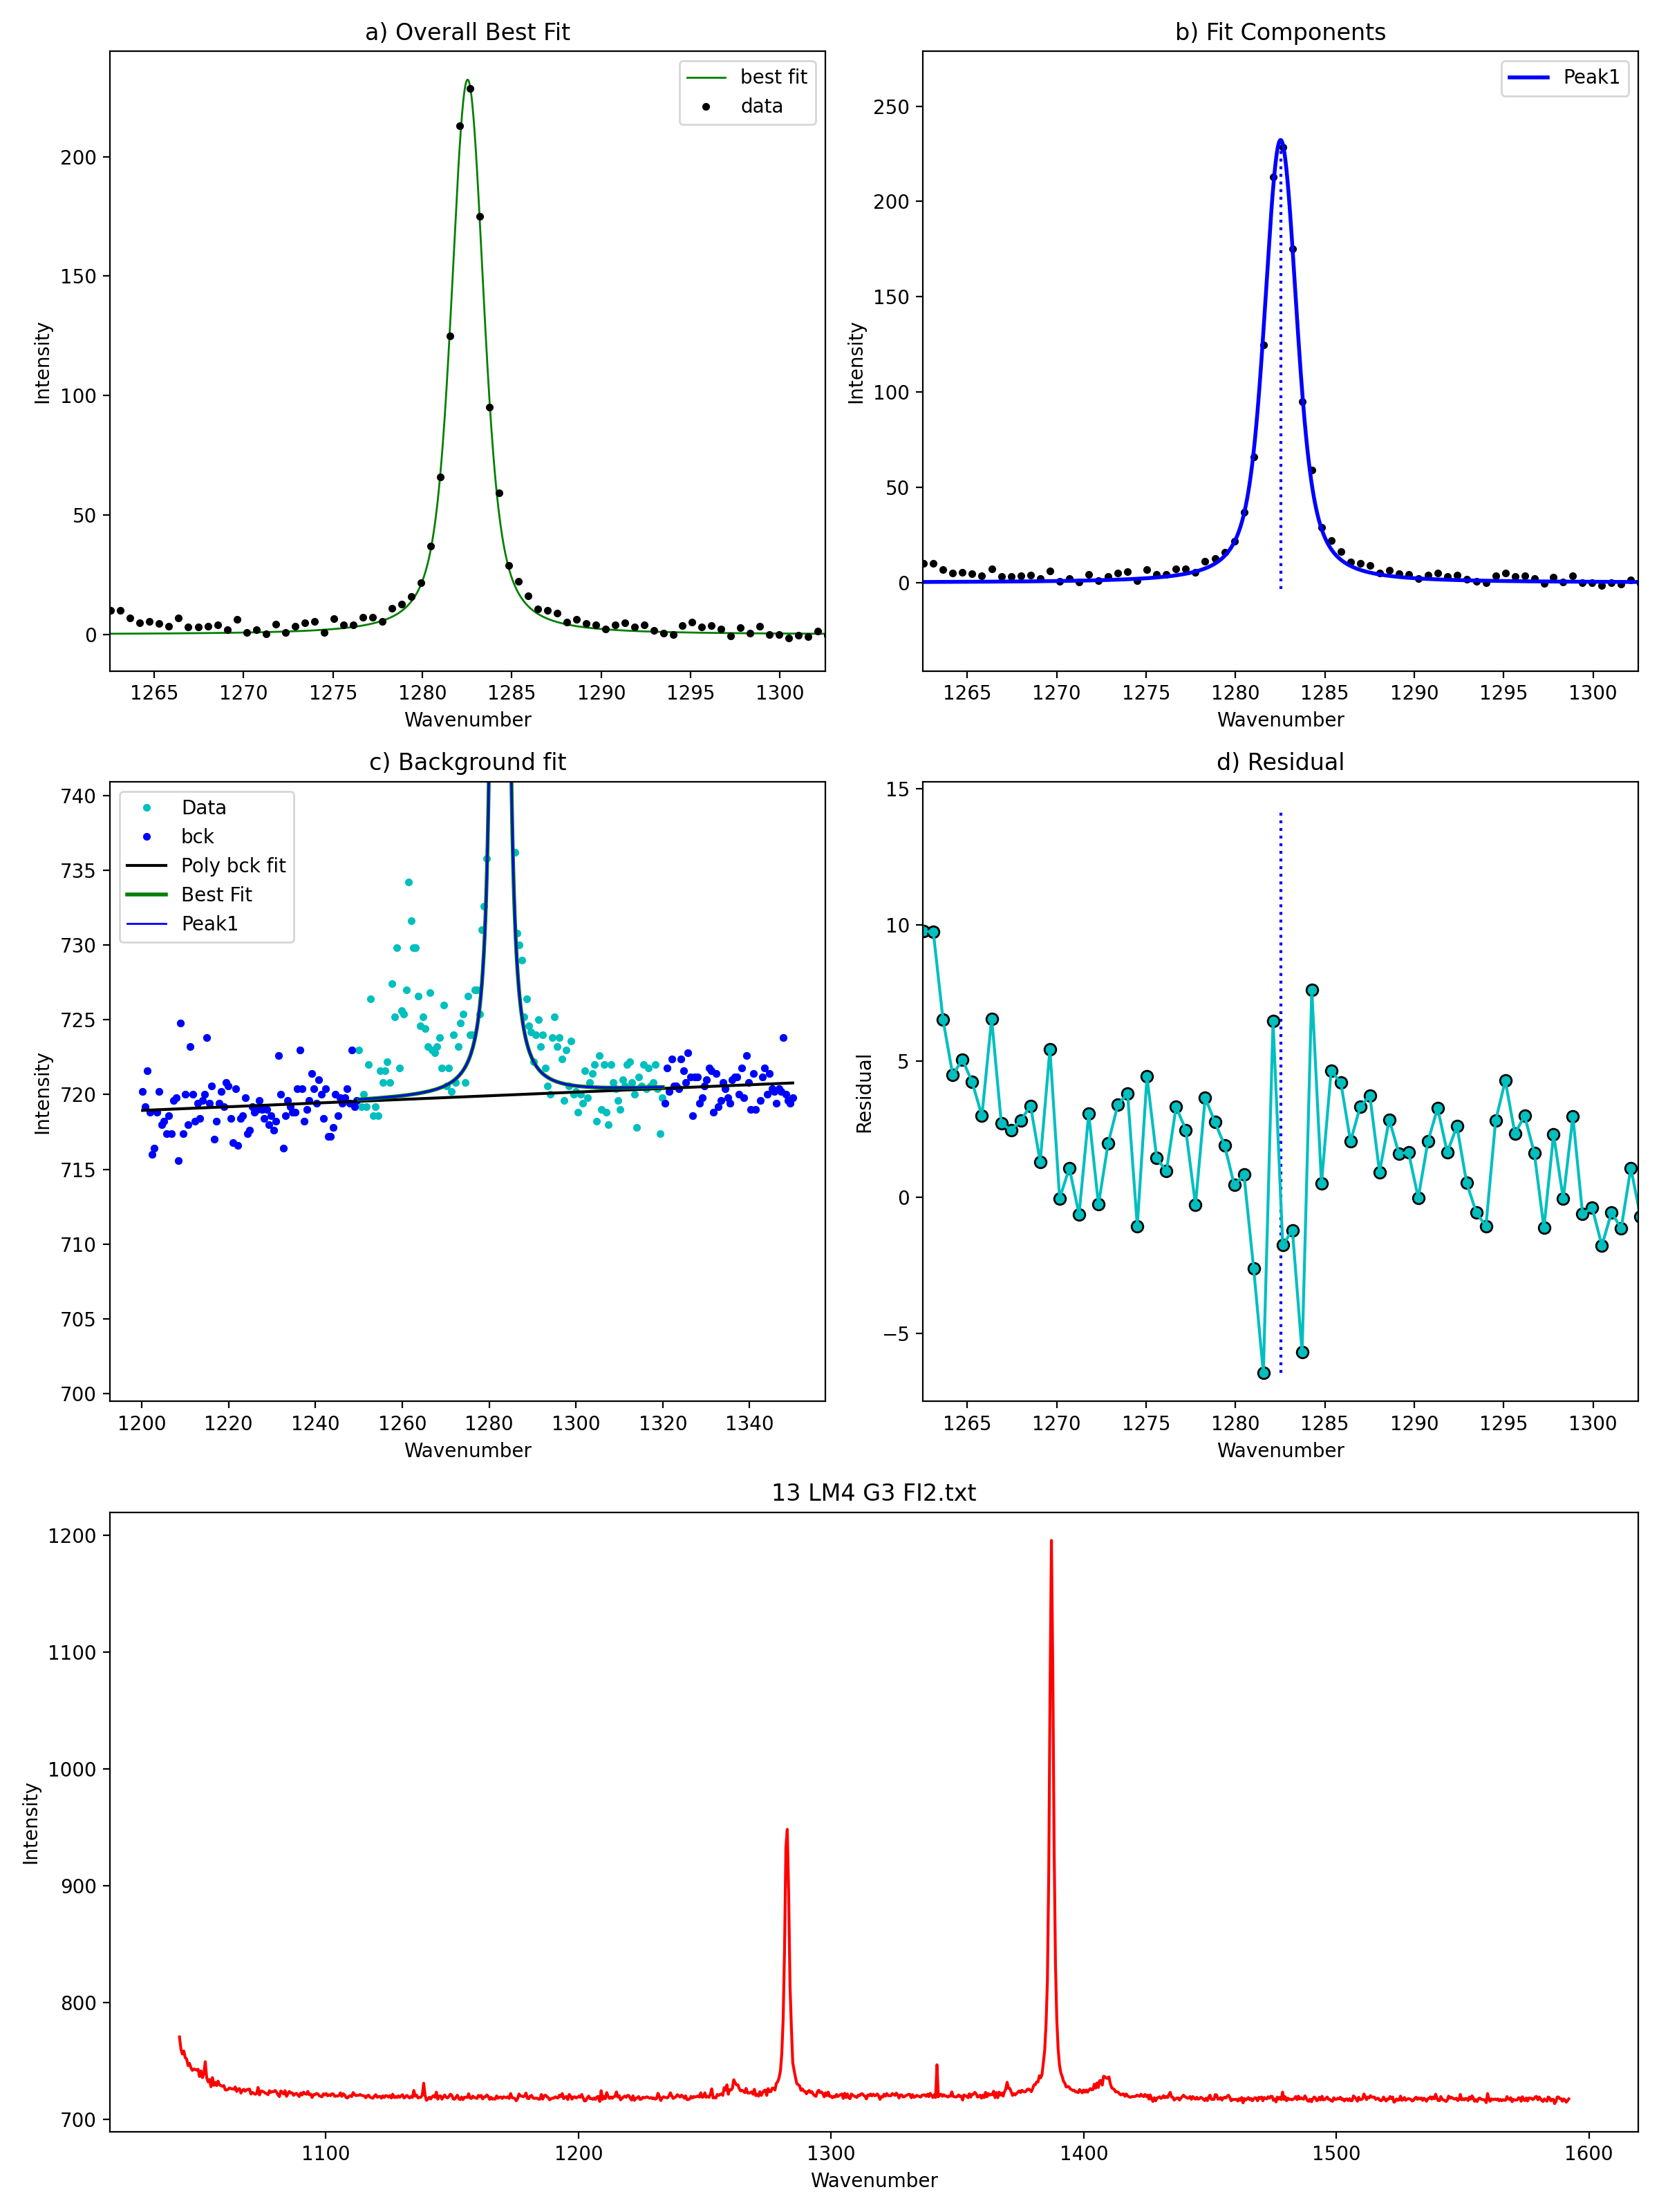 a) Overall Best Fit
best fit
data
Intensity
200
150
100
50
0
1265 1270 1275 1280 1285 1290 1295 1300
Wavenumber
b) Fit Components
Peak1
Intensity
250
200
150
100
50
0
1265 1270 1275 1280 1285 1290 1295 1300
Wavenumber
c) Background fit
Data
bck
Poly bck fit
Best Fit
Peak1
Intensity
740
735
730
725
720
715
710
705
700
1200 1220 1240 1260 1280 1300 1320 1340
Wavenumber
d) Residual
Residual
15
10
5
0
−5
1265 1270 1275 1280 1285 1290 1295 1300
Wavenumber
13 LM4 G3 FI2.txt
Intensity
1200
1100
1000
900
800
700
1100 1200 1300 1400 1500 1600
Wavenumber